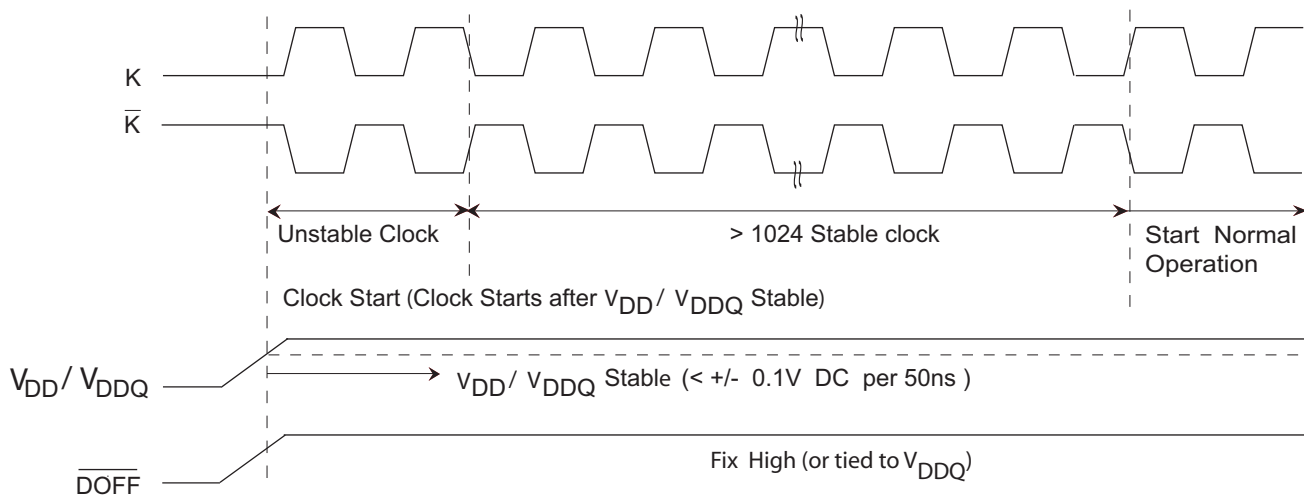 K
K̅
Unstable Clock
> 1024 Stable clock
Start Normal
Operation
Clock Start (Clock Starts after VDD / VDDQ Stable)
VDD / VDDQ
VDD / VDDQ Stable (< +/- 0.1V DC per 50ns )
Fix High (or tied to VDDQ)
D̅O̅F̅F̅